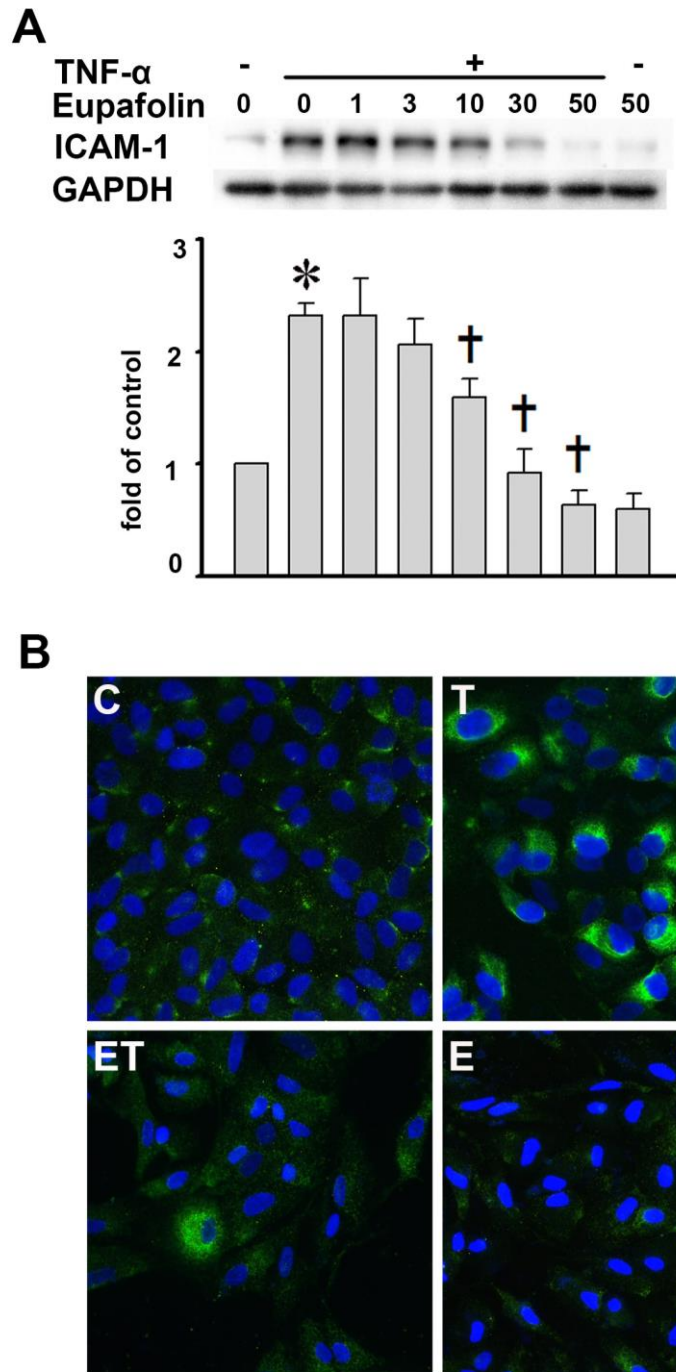 A
TNF-α - + -
Eupafolin 0 0 1 3 10 30 50 50
ICAM-1
GAPDH
3
*
2
†
†
†
1
0
fold of control
B
C
T
ET
E